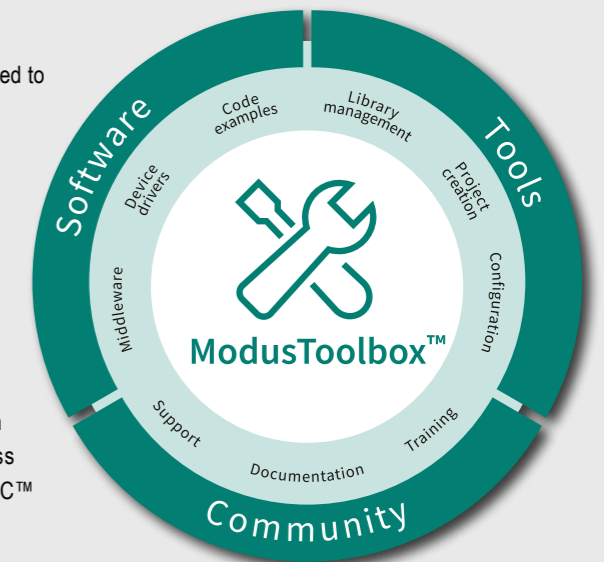 ed to
Software
Tools
Community
Code
examples
Library
management
Device
drivers
Project
creation
Middleware
Configuration
ModusToolbox™
Support
Training
Documentation
ss
C™